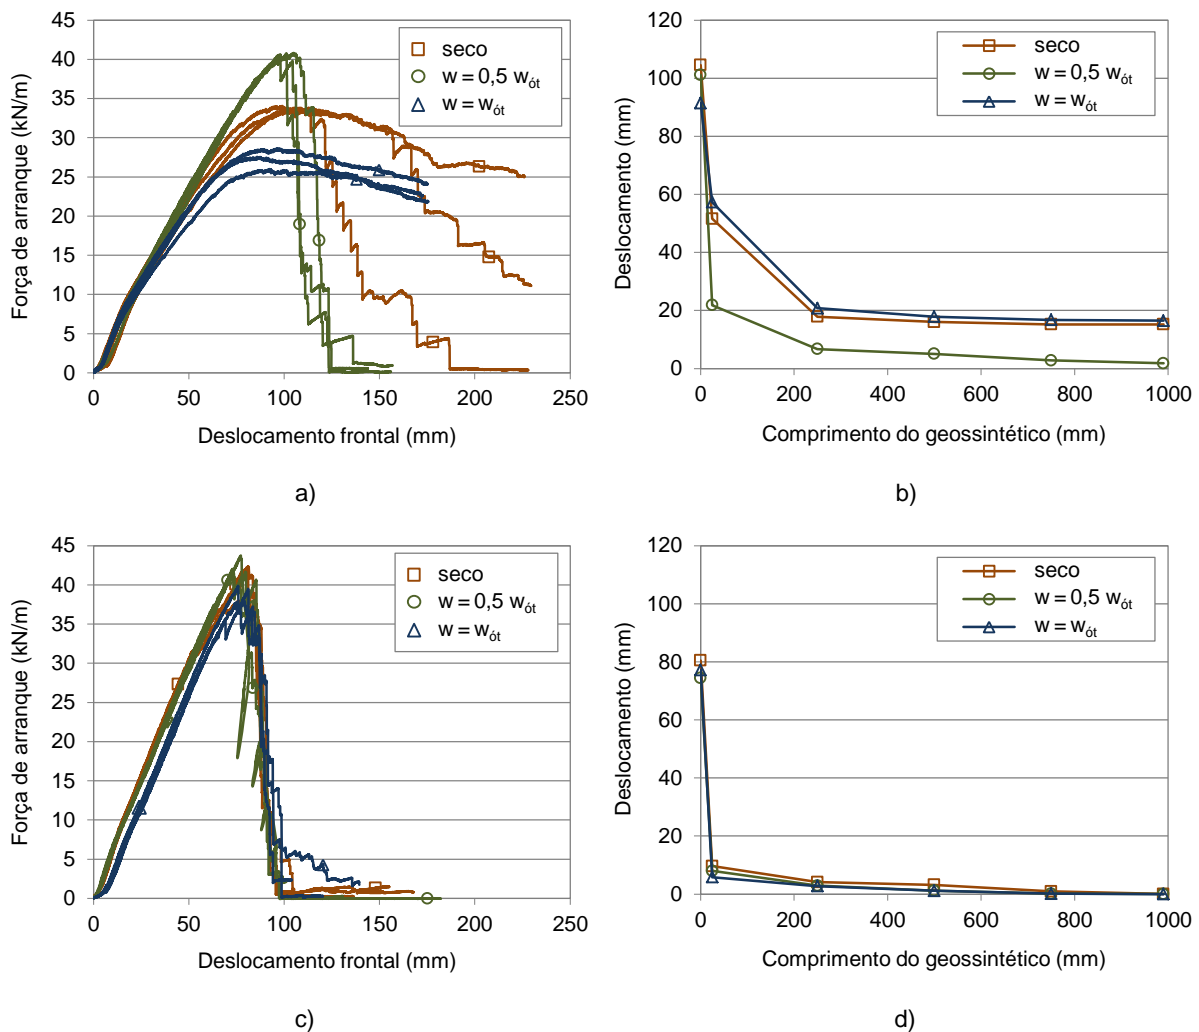 45
40
35
30
25
20
15
10
5
0
Força de arranque (kN/m)
seco
w = 0,5 wót
w = wót
0 50 100 150 200 250
Deslocamento frontal (mm)
a)
120
100
80
60
40
20
0
Deslocamento (mm)
seco
w = 0,5 wót
w = wót
0 200 400 600 800 1000
Comprimento do geossintético (mm)
b)
45
40
35
30
25
20
15
10
5
0
Força de arranque (kN/m)
seco
w = 0,5 wót
w = wót
0 50 100 150 200 250
Deslocamento frontal (mm)
c)
120
100
80
60
40
20
0
Deslocamento (mm)
seco
w = 0,5 wót
w = wót
0 200 400 600 800 1000
Comprimento do geossintético (mm)
d)